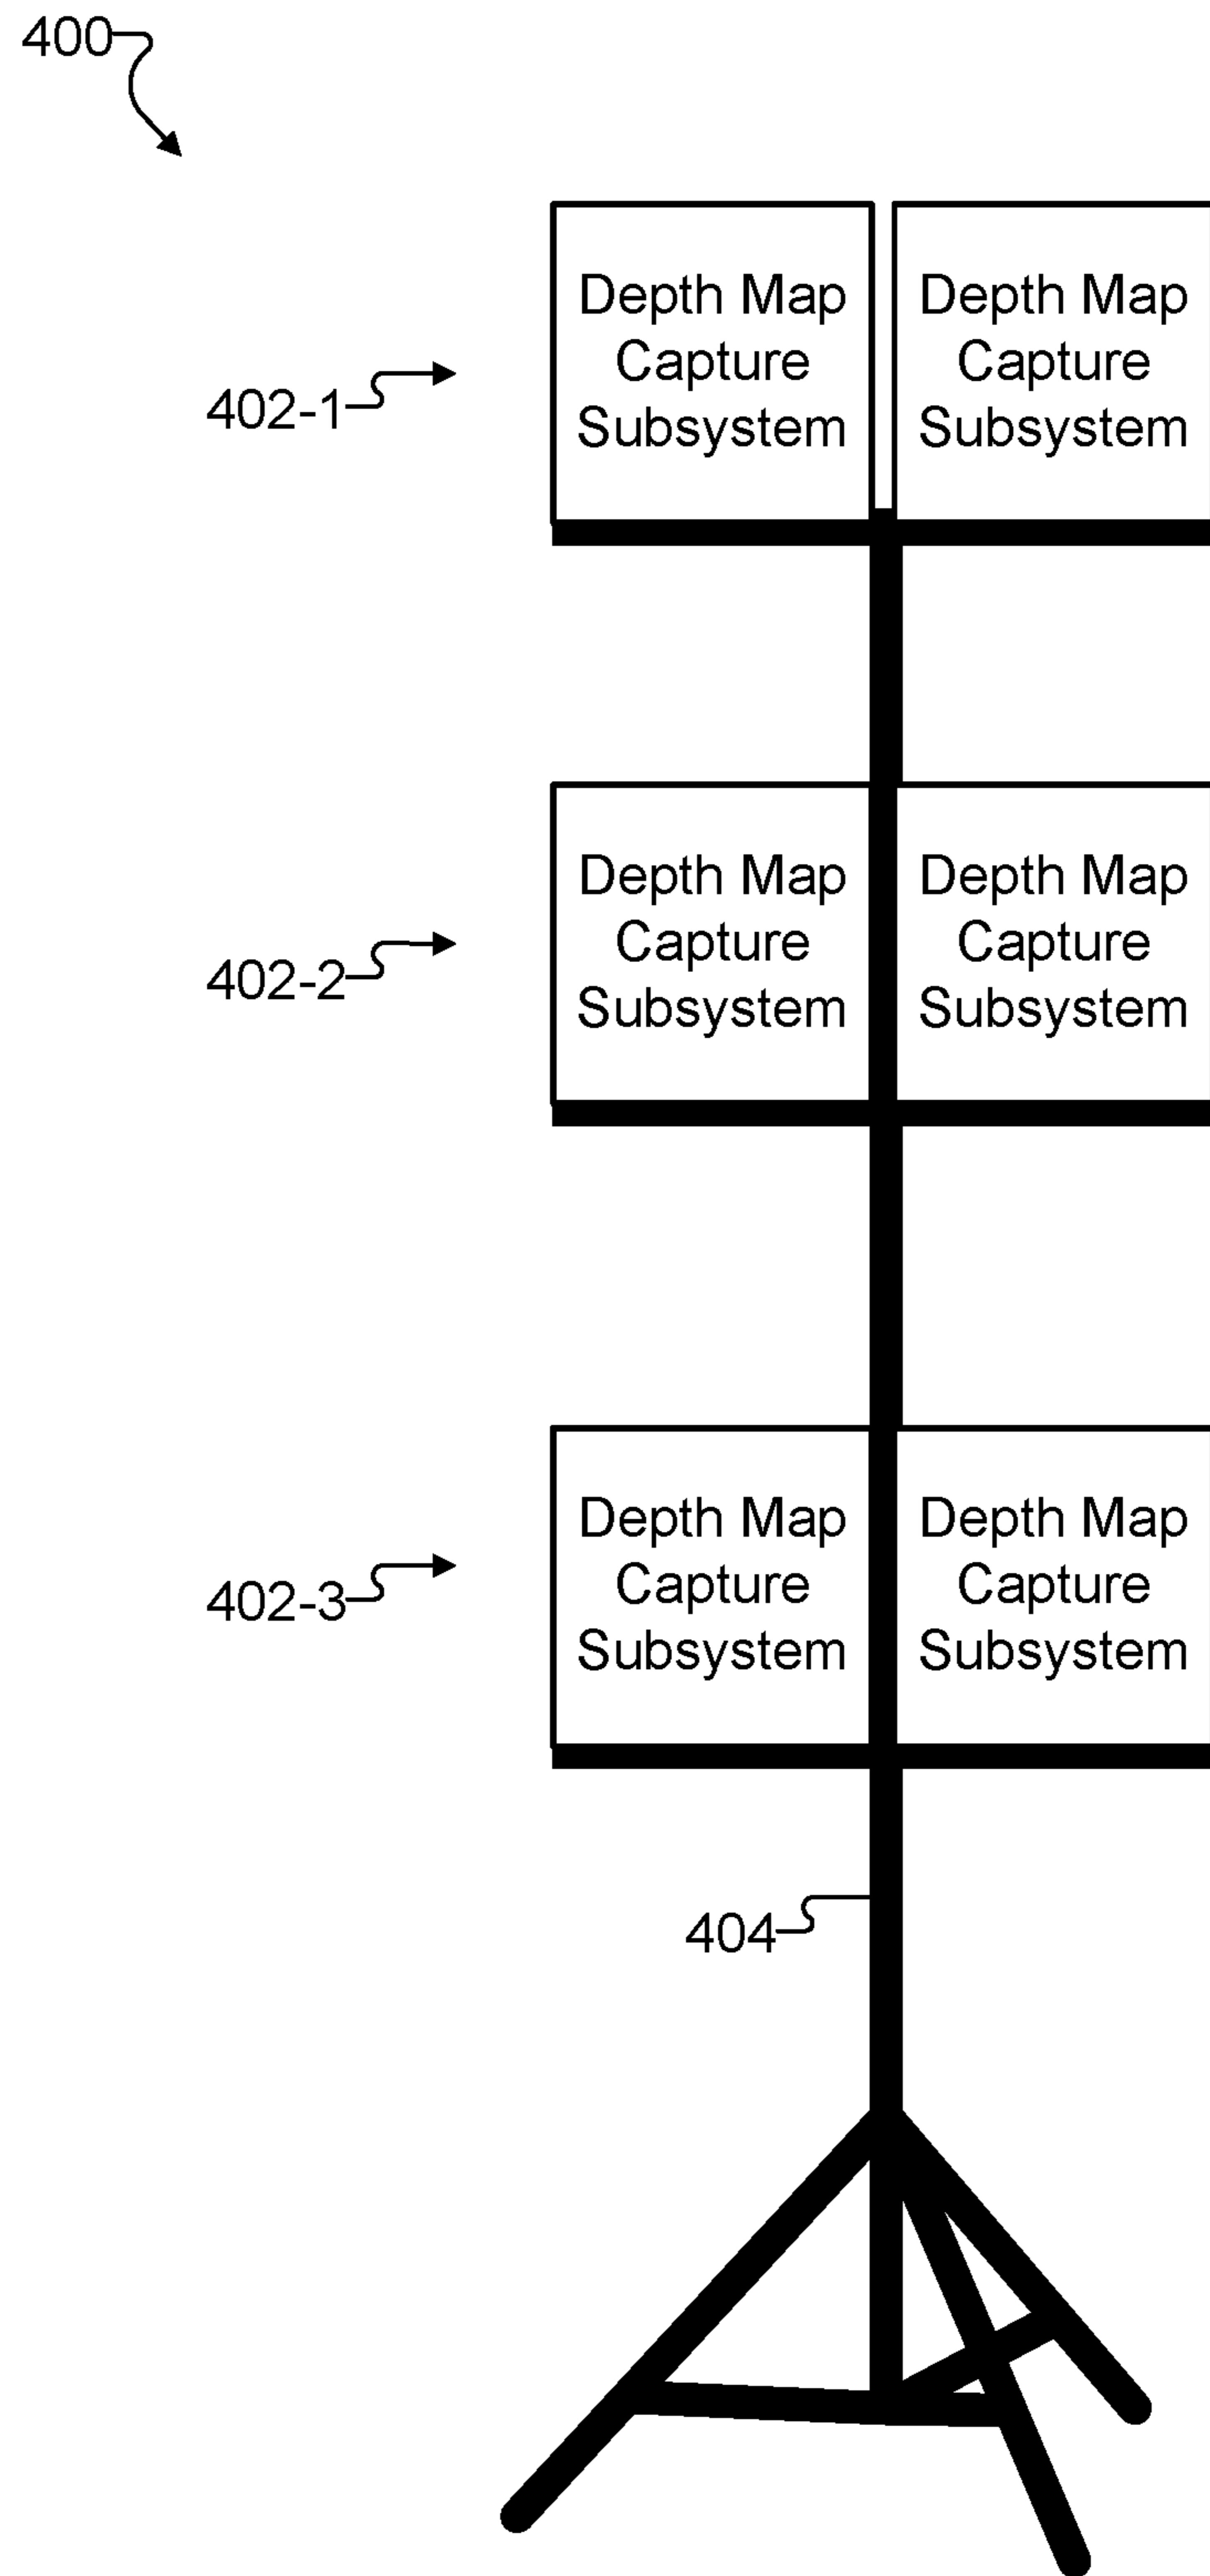 400
Depth Map
Capture
Subsystem
Depth Map
Capture
Subsystem
402-1
Depth Map
Capture
Subsystem
Depth Map
Capture
Subsystem
402-2
Depth Map
Capture
Subsystem
Depth Map
Capture
Subsystem
402-3
404